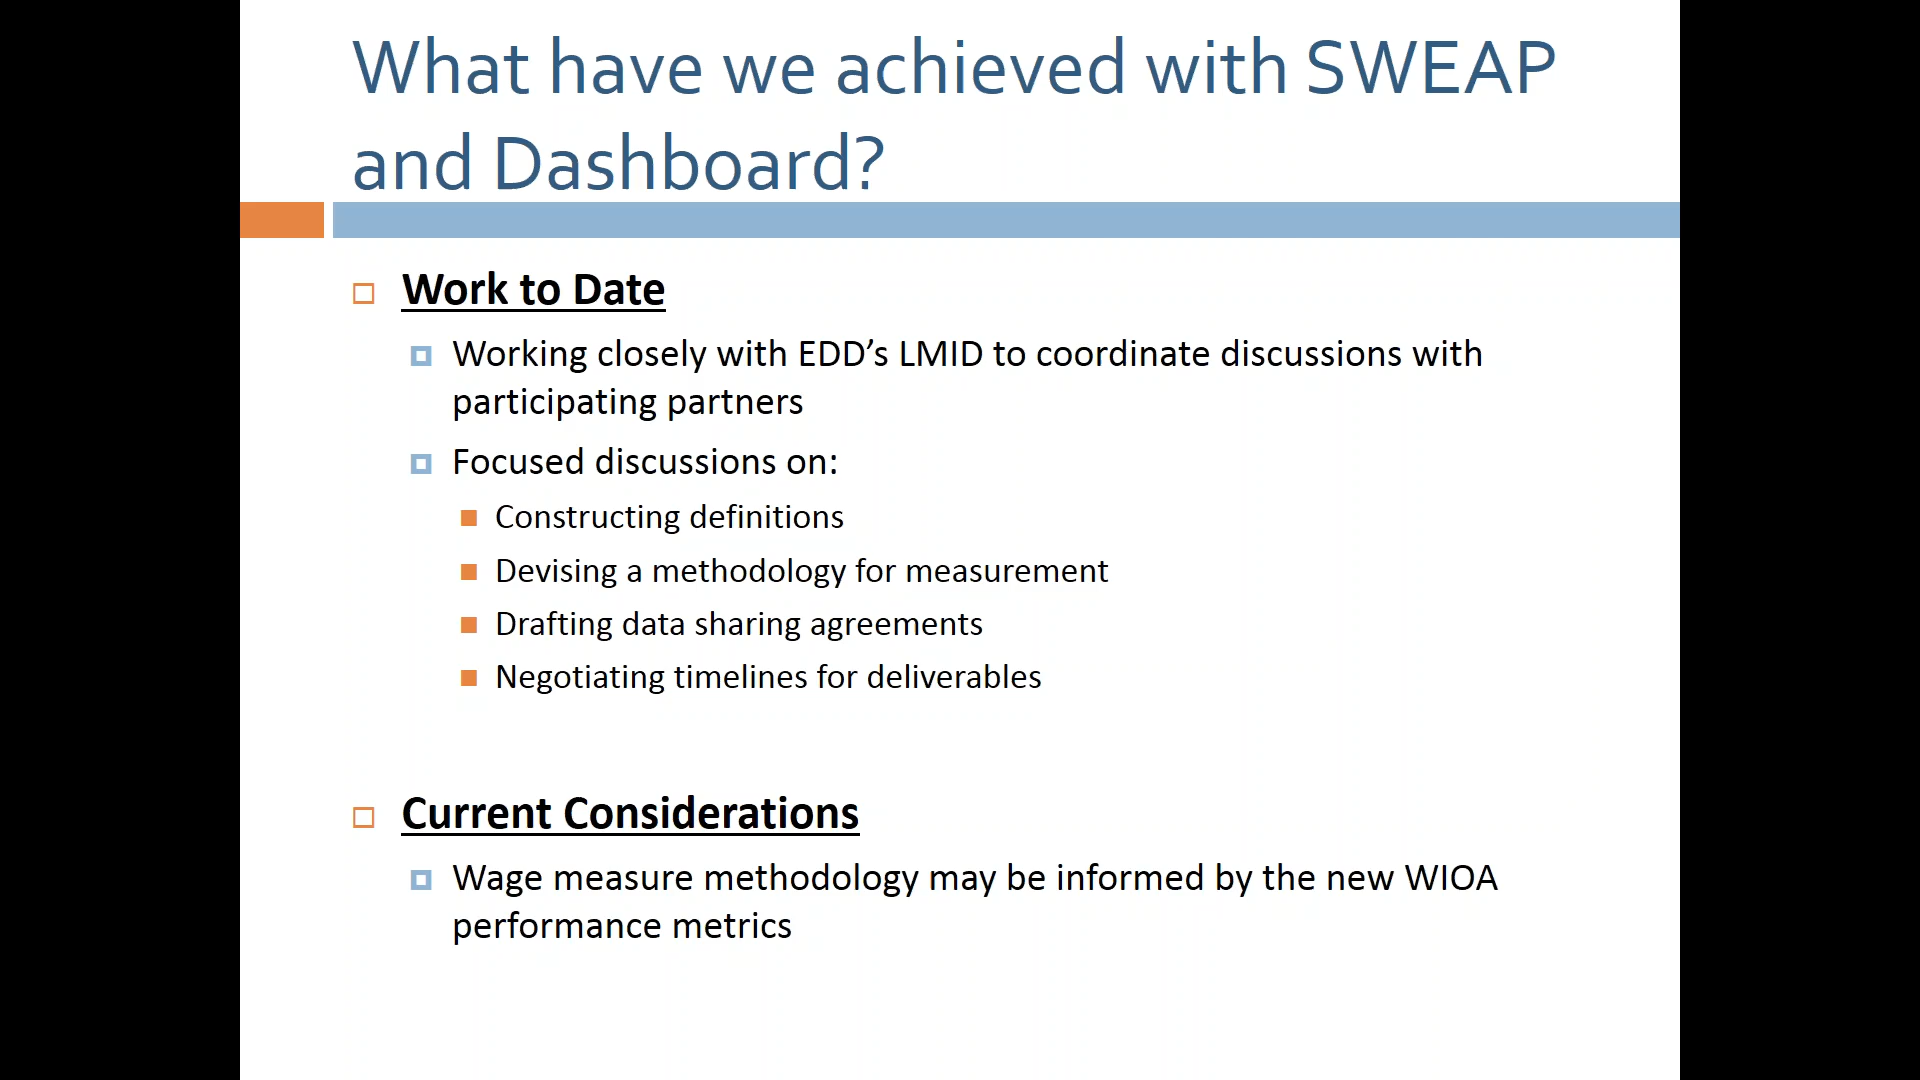 What have we achieved with SWEAP
and Dashboard?
Work to Date
Working closely with EDD’s LMID to coordinate discussions with
participating partners
Focused discussions on:
Constructing definitions
Devising a methodology for measurement
Drafting data sharing agreements
Negotiating timelines for deliverables
Current Considerations
Wage measure methodology may be informed by the new WIOA
performance metrics